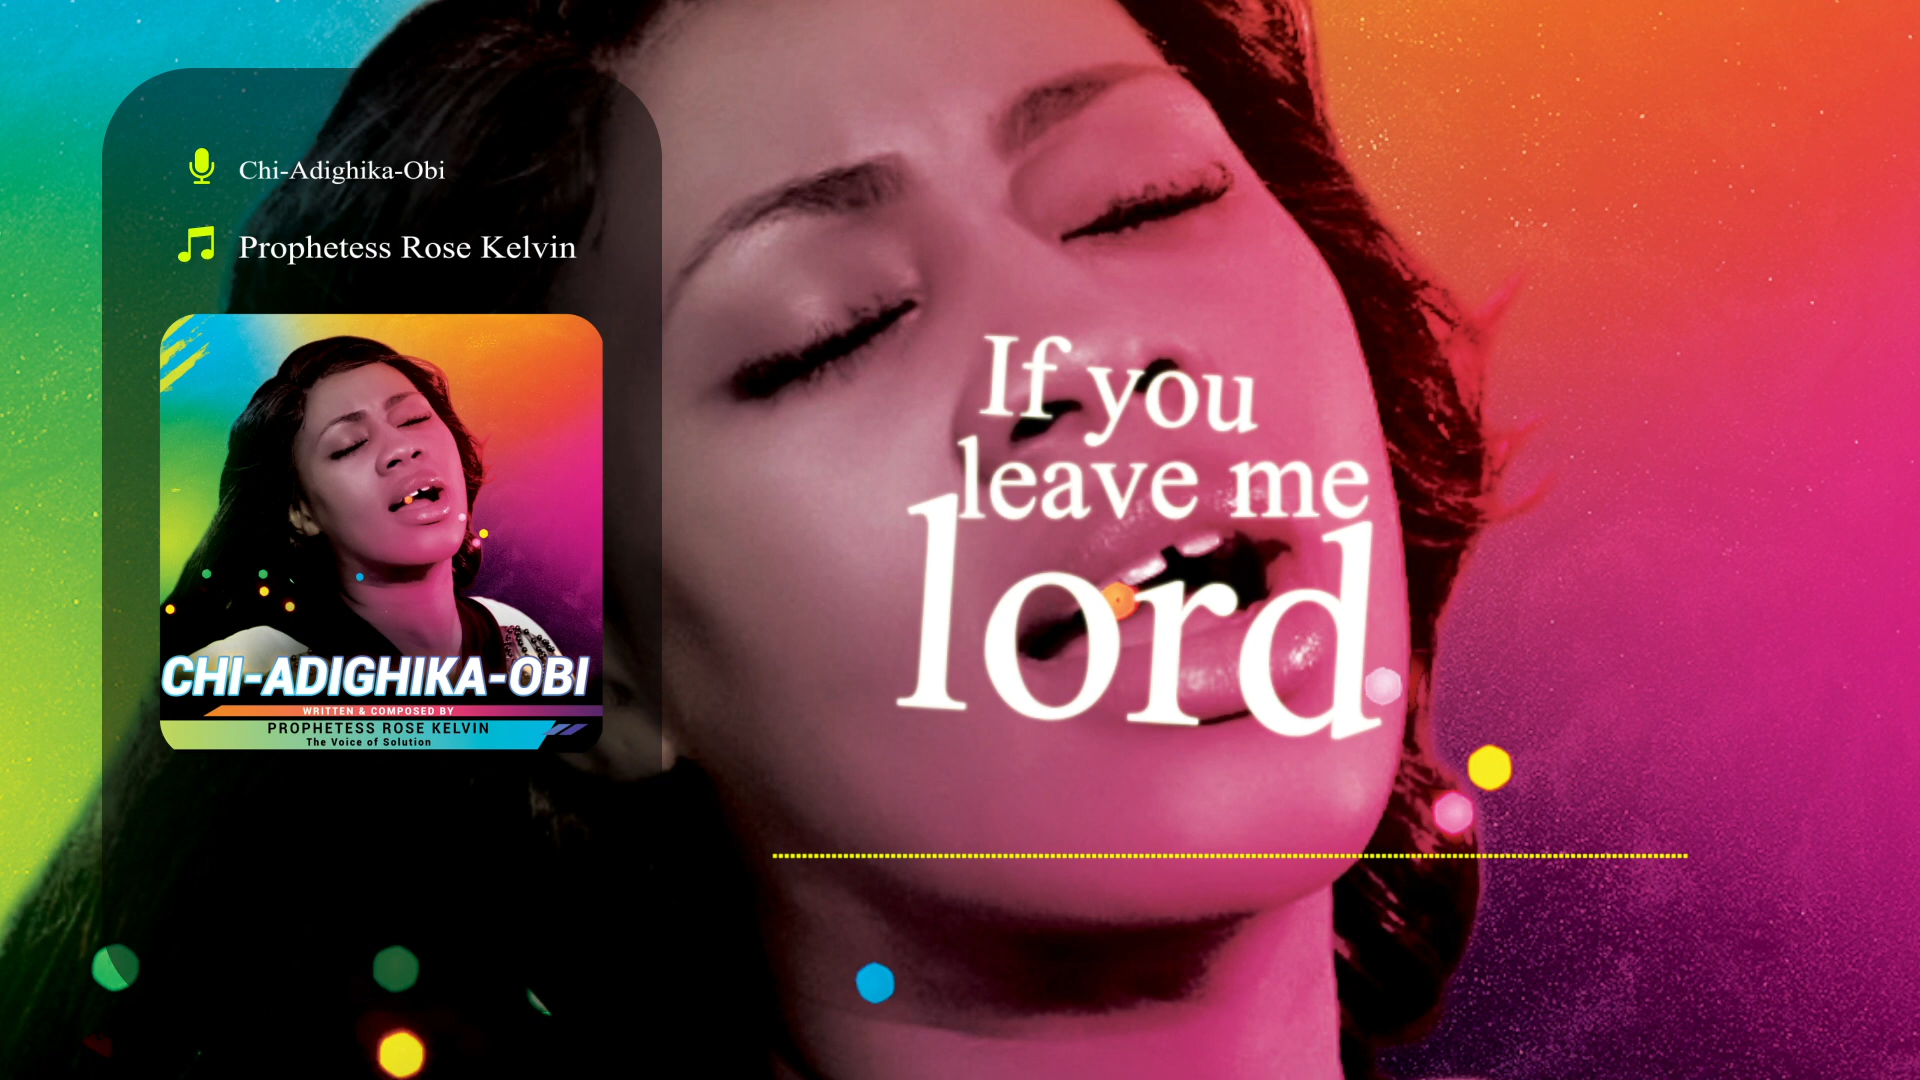 Chi-Adighika-Obi
Prophetess Rose Kelvin
CHI-ADIGHIKA-OBI
WRITTEN & COMPOSED BY
PROPHETESS ROSE KELVIN
The Voice of Solution
If you
leave me
lord